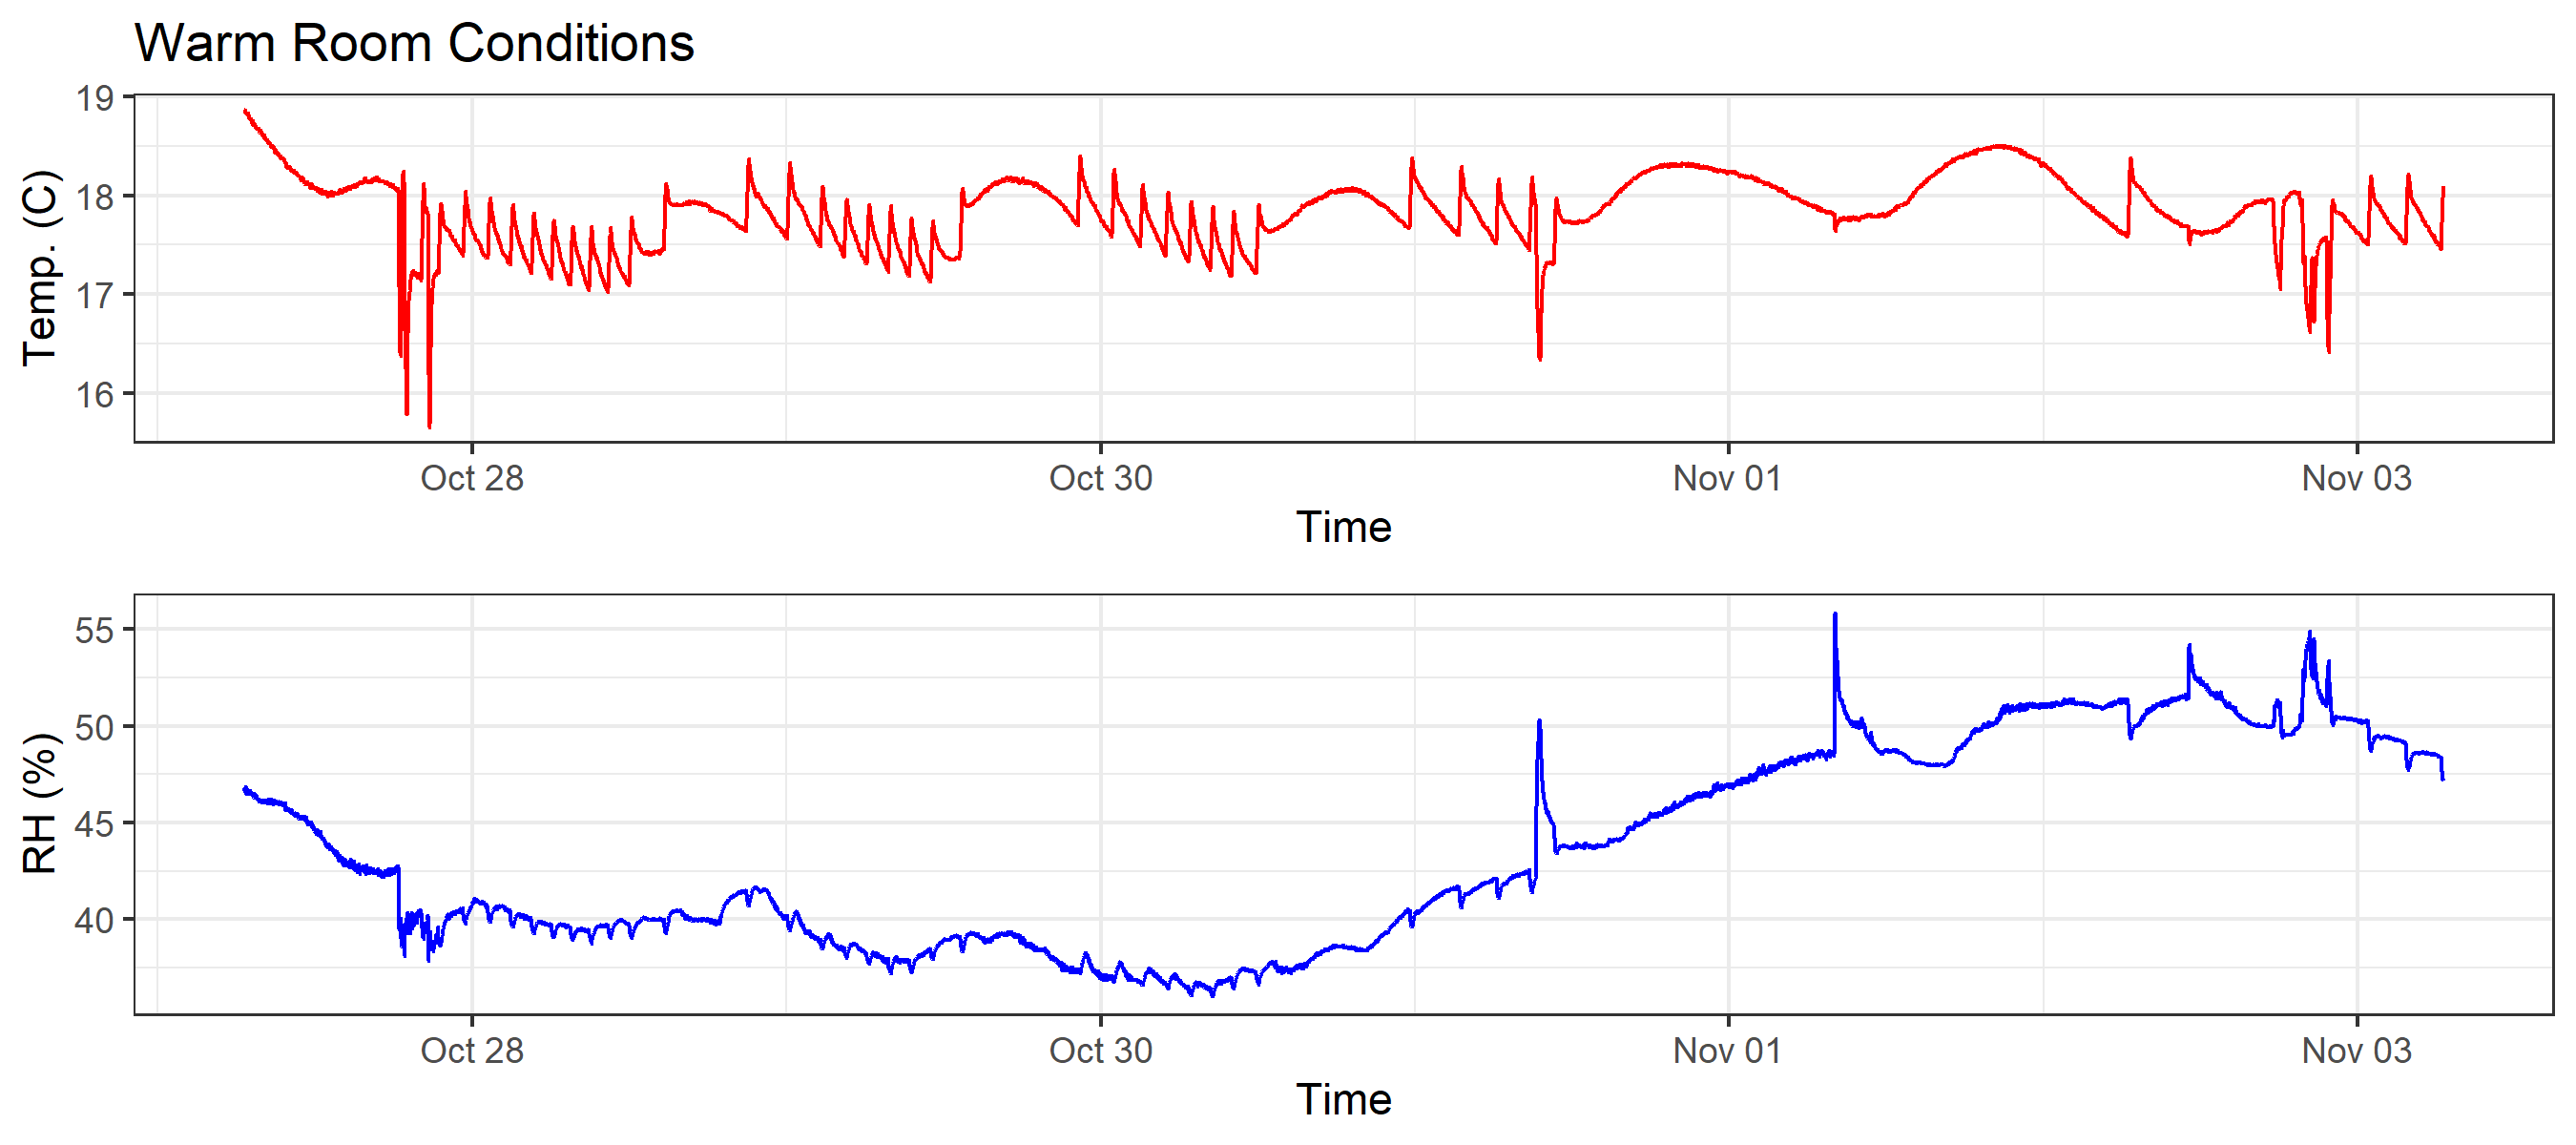 Warm Room Conditions
Temp. (C)
19
18
17
16
Oct 28 Oct 30 Nov 01 Nov 03
Time
RH (%)
55
50
45
40
Oct 28 Oct 30 Nov 01 Nov 03
Time